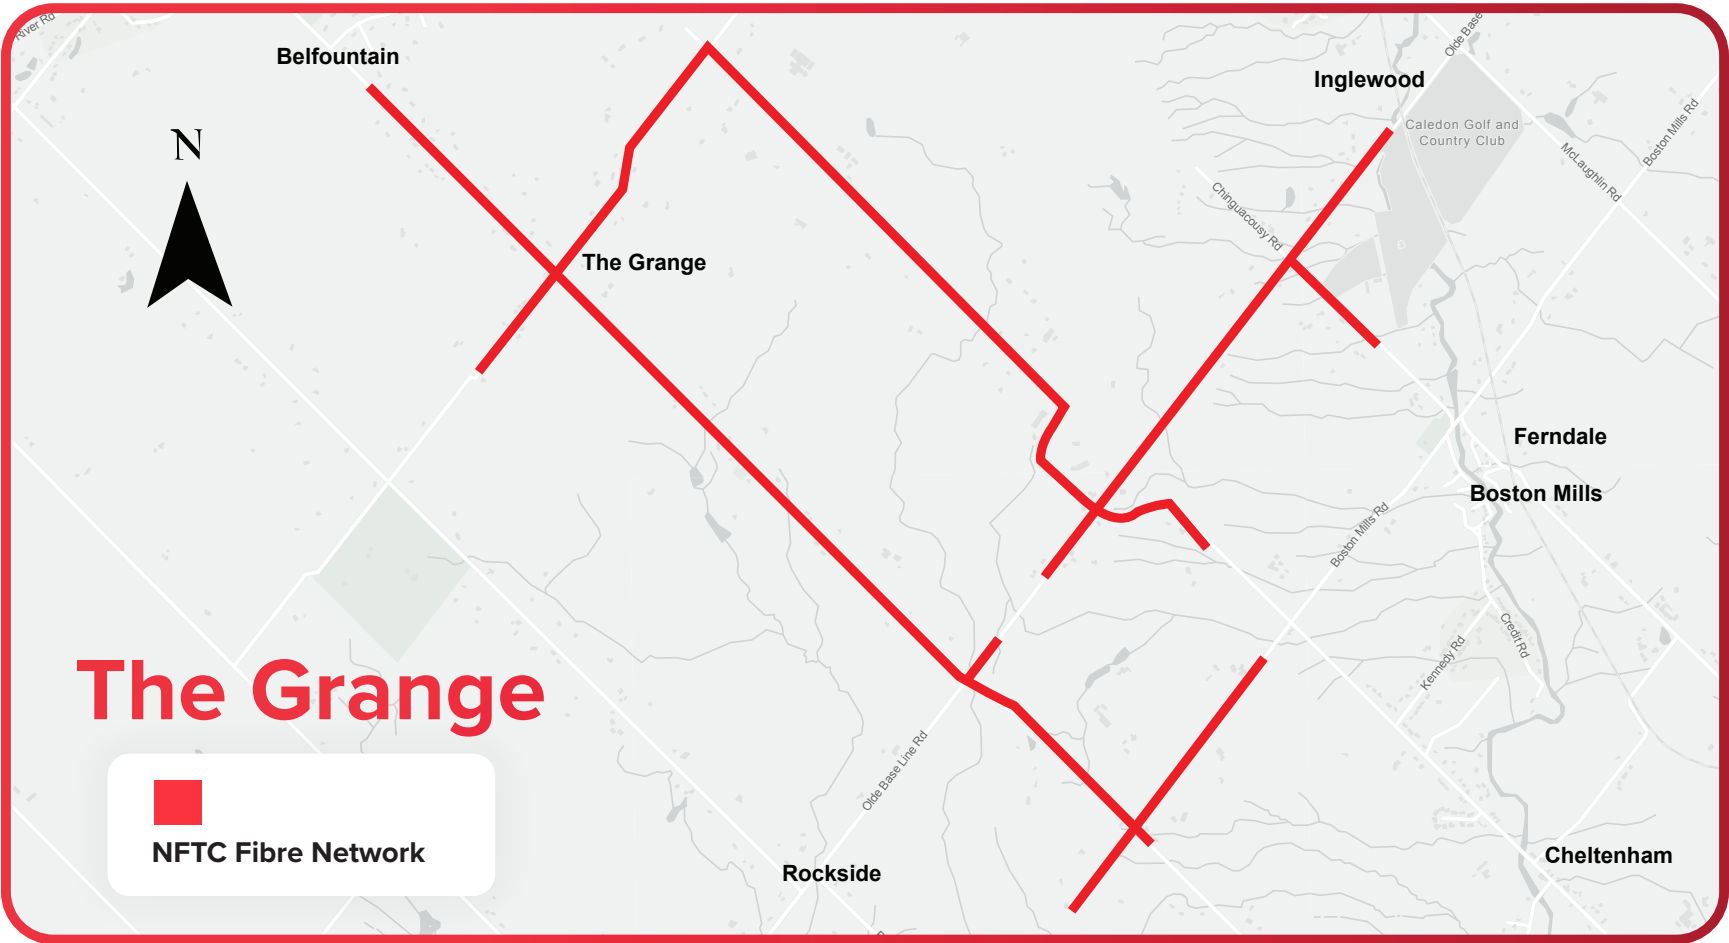 River Rd
Belfountain
Olde Base
Inglewood
Caledon Golf and
Country Club
Boston Mills Rd
McLaughlin Rd
N
Chinguacousy Rd
The Grange
Ferndale
Boston Mills
Boston Mills Rd
Credit Rd
Kennedy Rd
The Grange
Olde Base Line Rd
NFTC Fibre Network
Rockside
Cheltenham